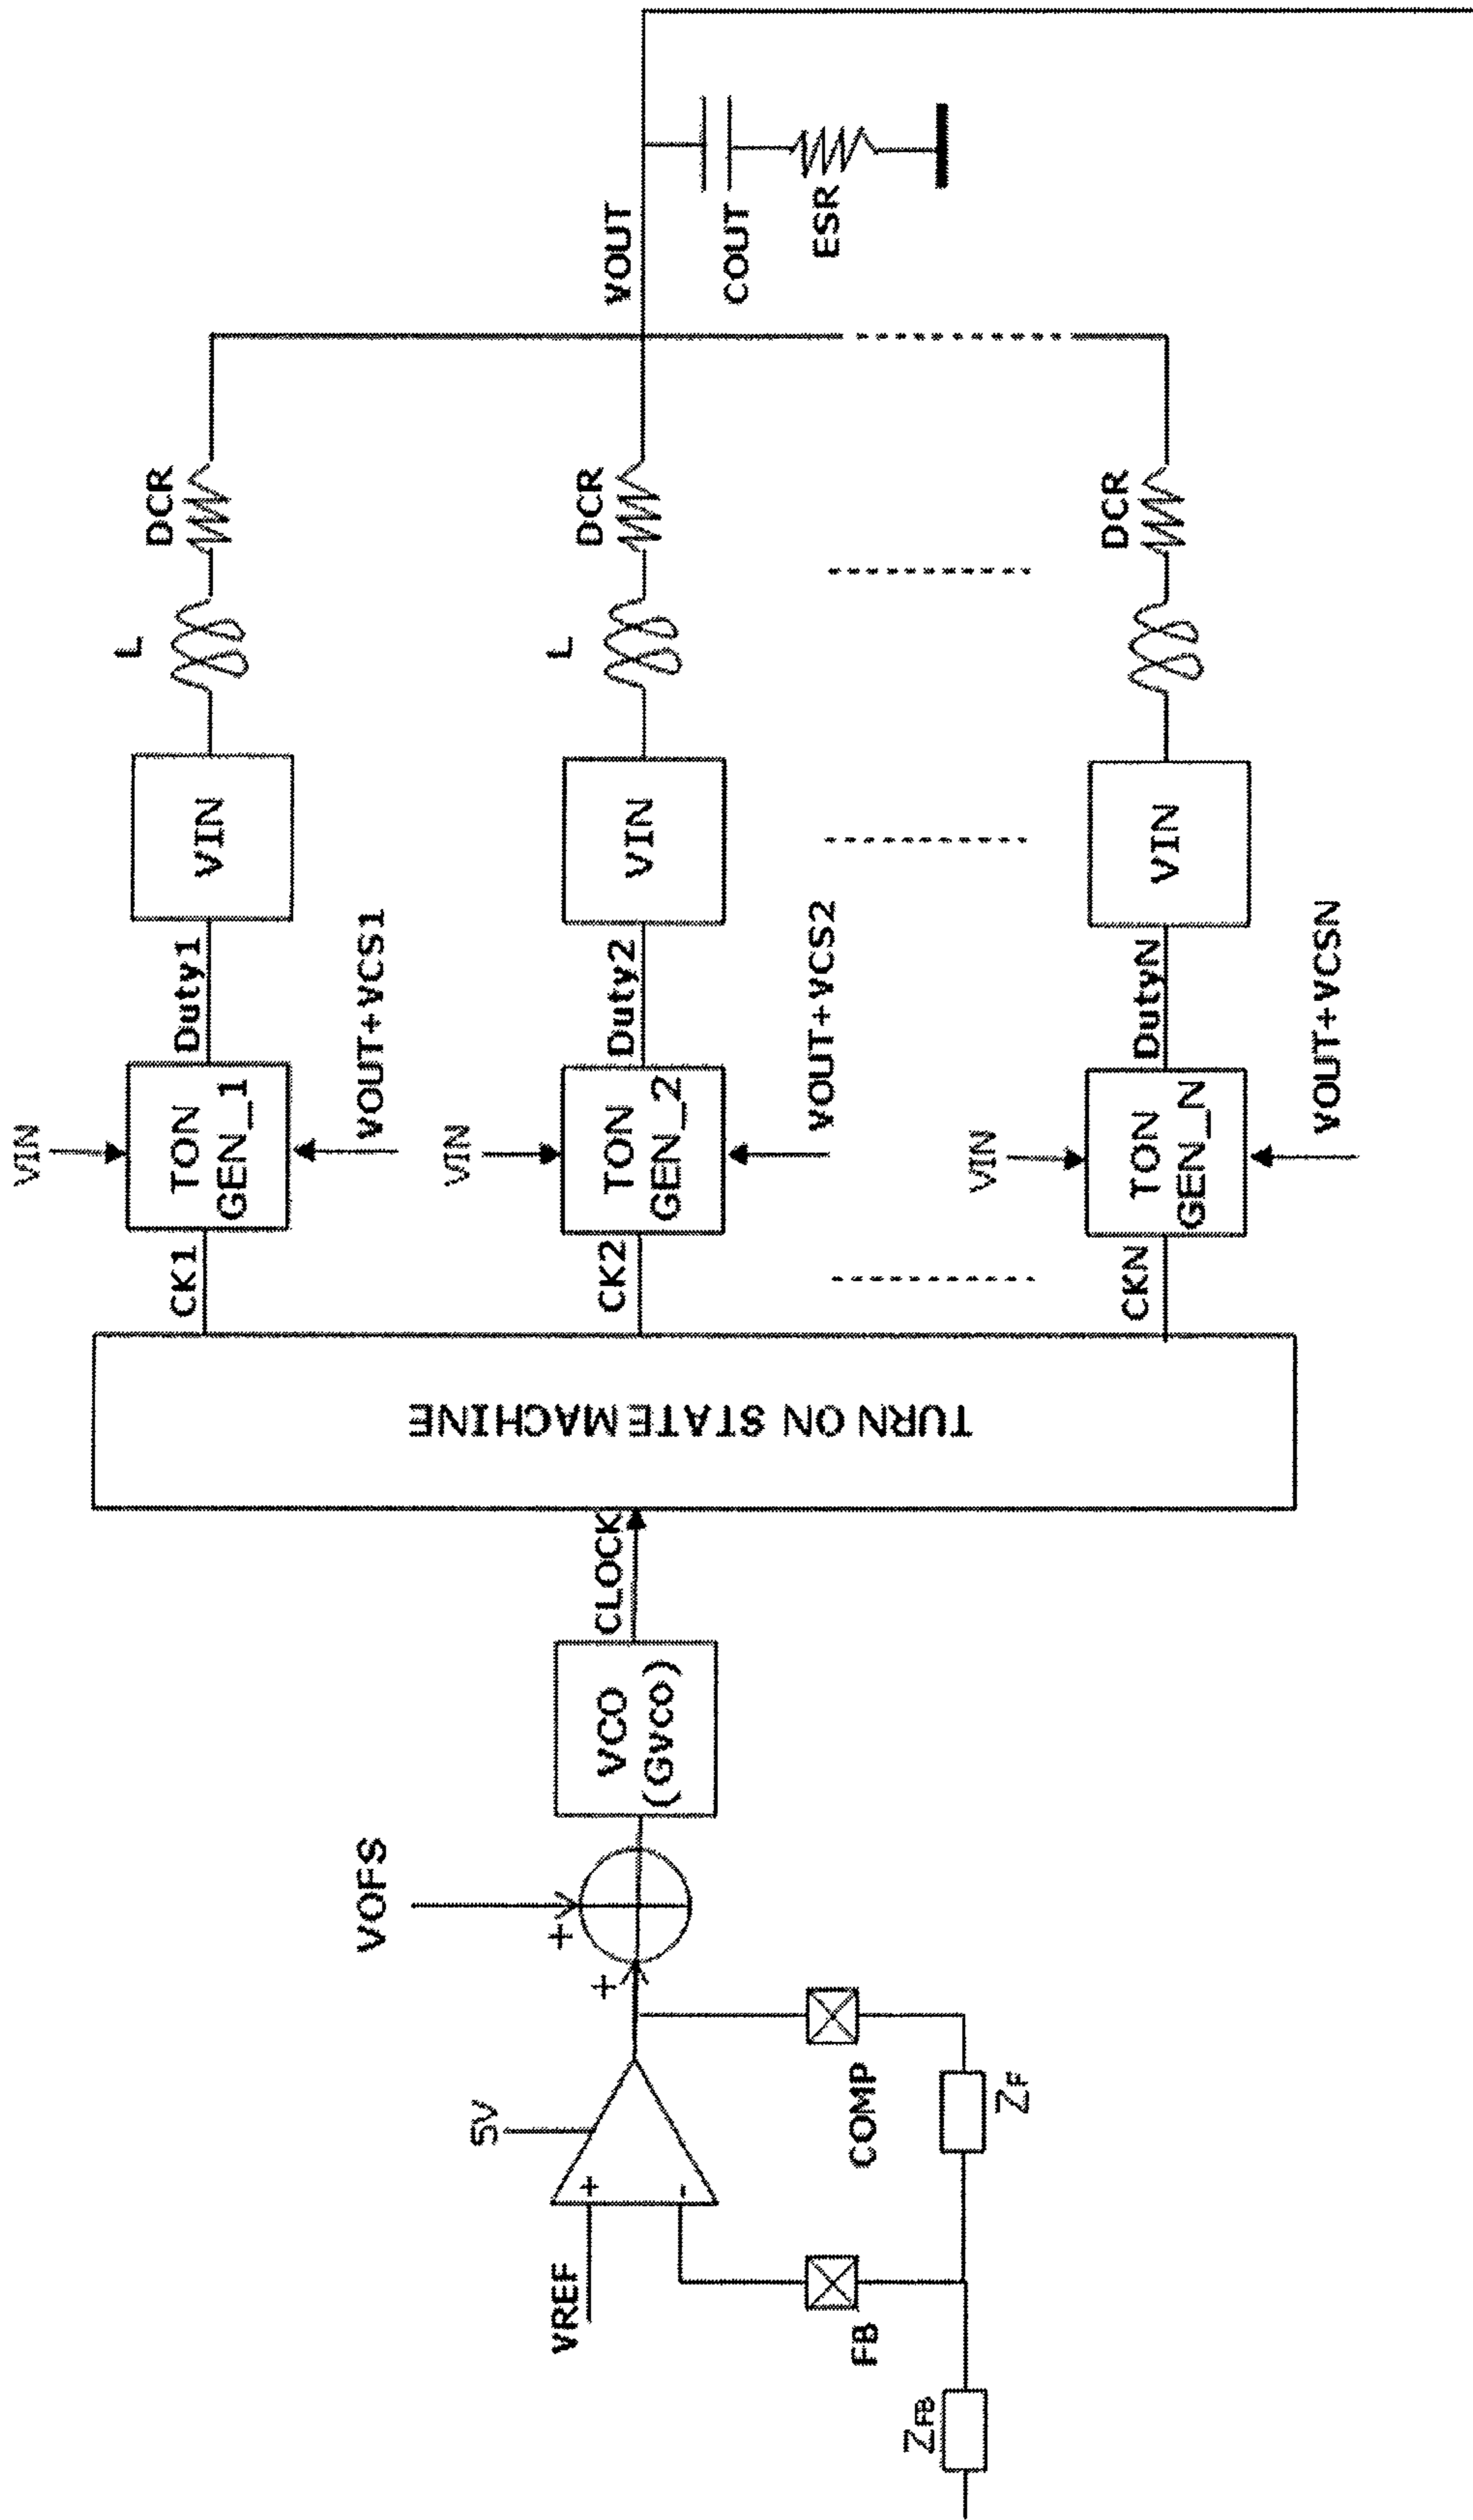 VREF
+
-
5V
FB
COMP
ZFB
ZF
VOFS
+
+
VCO
(Gvco)
CLOCK
TURN ON STATE MACHINE
CK1
VIN
TON
GEN_1
VOUT+VCS1
Duty1
VIN
L
DCR
CK2
VIN
TON
GEN_2
VOUT+VCS2
Duty2
VIN
L
DCR
CKN
VIN
TON
GEN_N
VOUT+VCSN
DutyN
VIN
DCR
VOUT
COUT
ESR